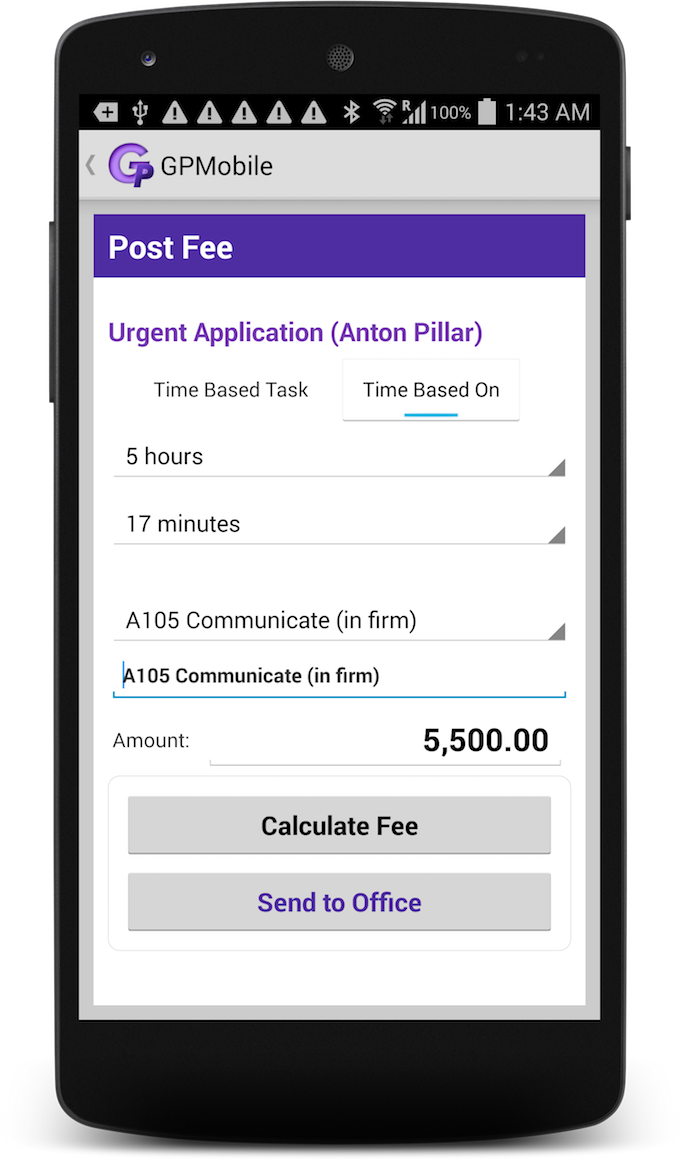 R 100% 1:43 AM
GP GPMobile
Post Fee
Urgent Application (Anton Pillar)
Time Based Task Time Based On
5 hours
17 minutes
A105 Communicate (in firm)
A105 Communicate (in firm)
Amount: 5,500.00
Calculate Fee
Send to Office